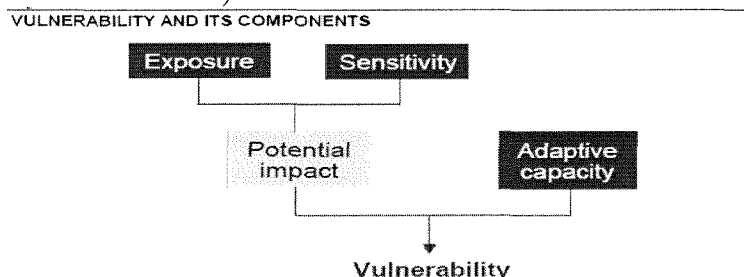 VULNERABILITY AND ITS COMPONENTS
Exposure
Sensitivity
Potential
impact
Adaptive
capacity
Vulnerability